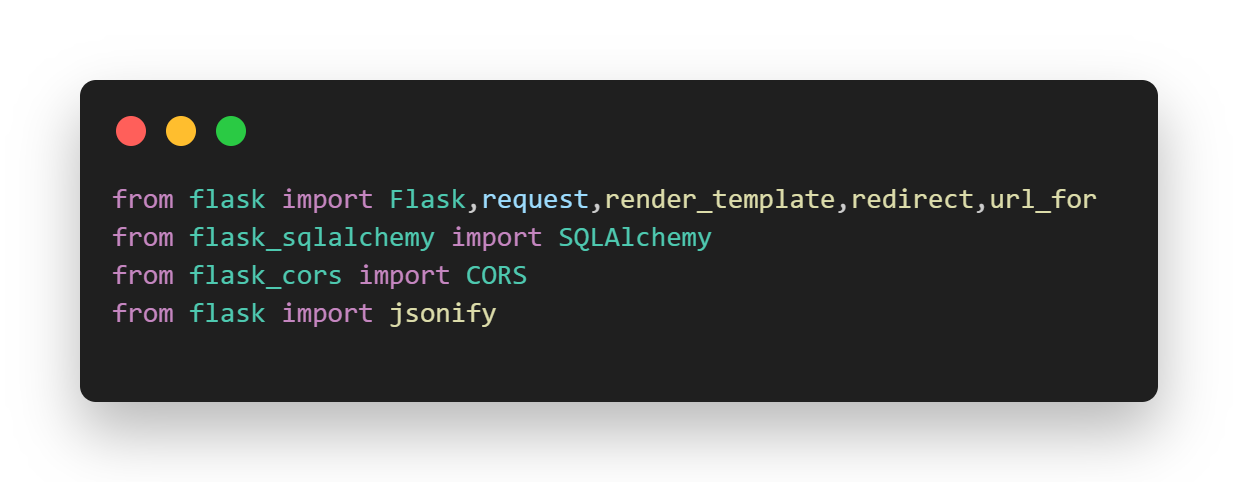 from flask import Flask,request,render_template,redirect,url_for
from flask_sqlalchemy import SQLAlchemy
from flask_cors import CORS
from flask import jsonify